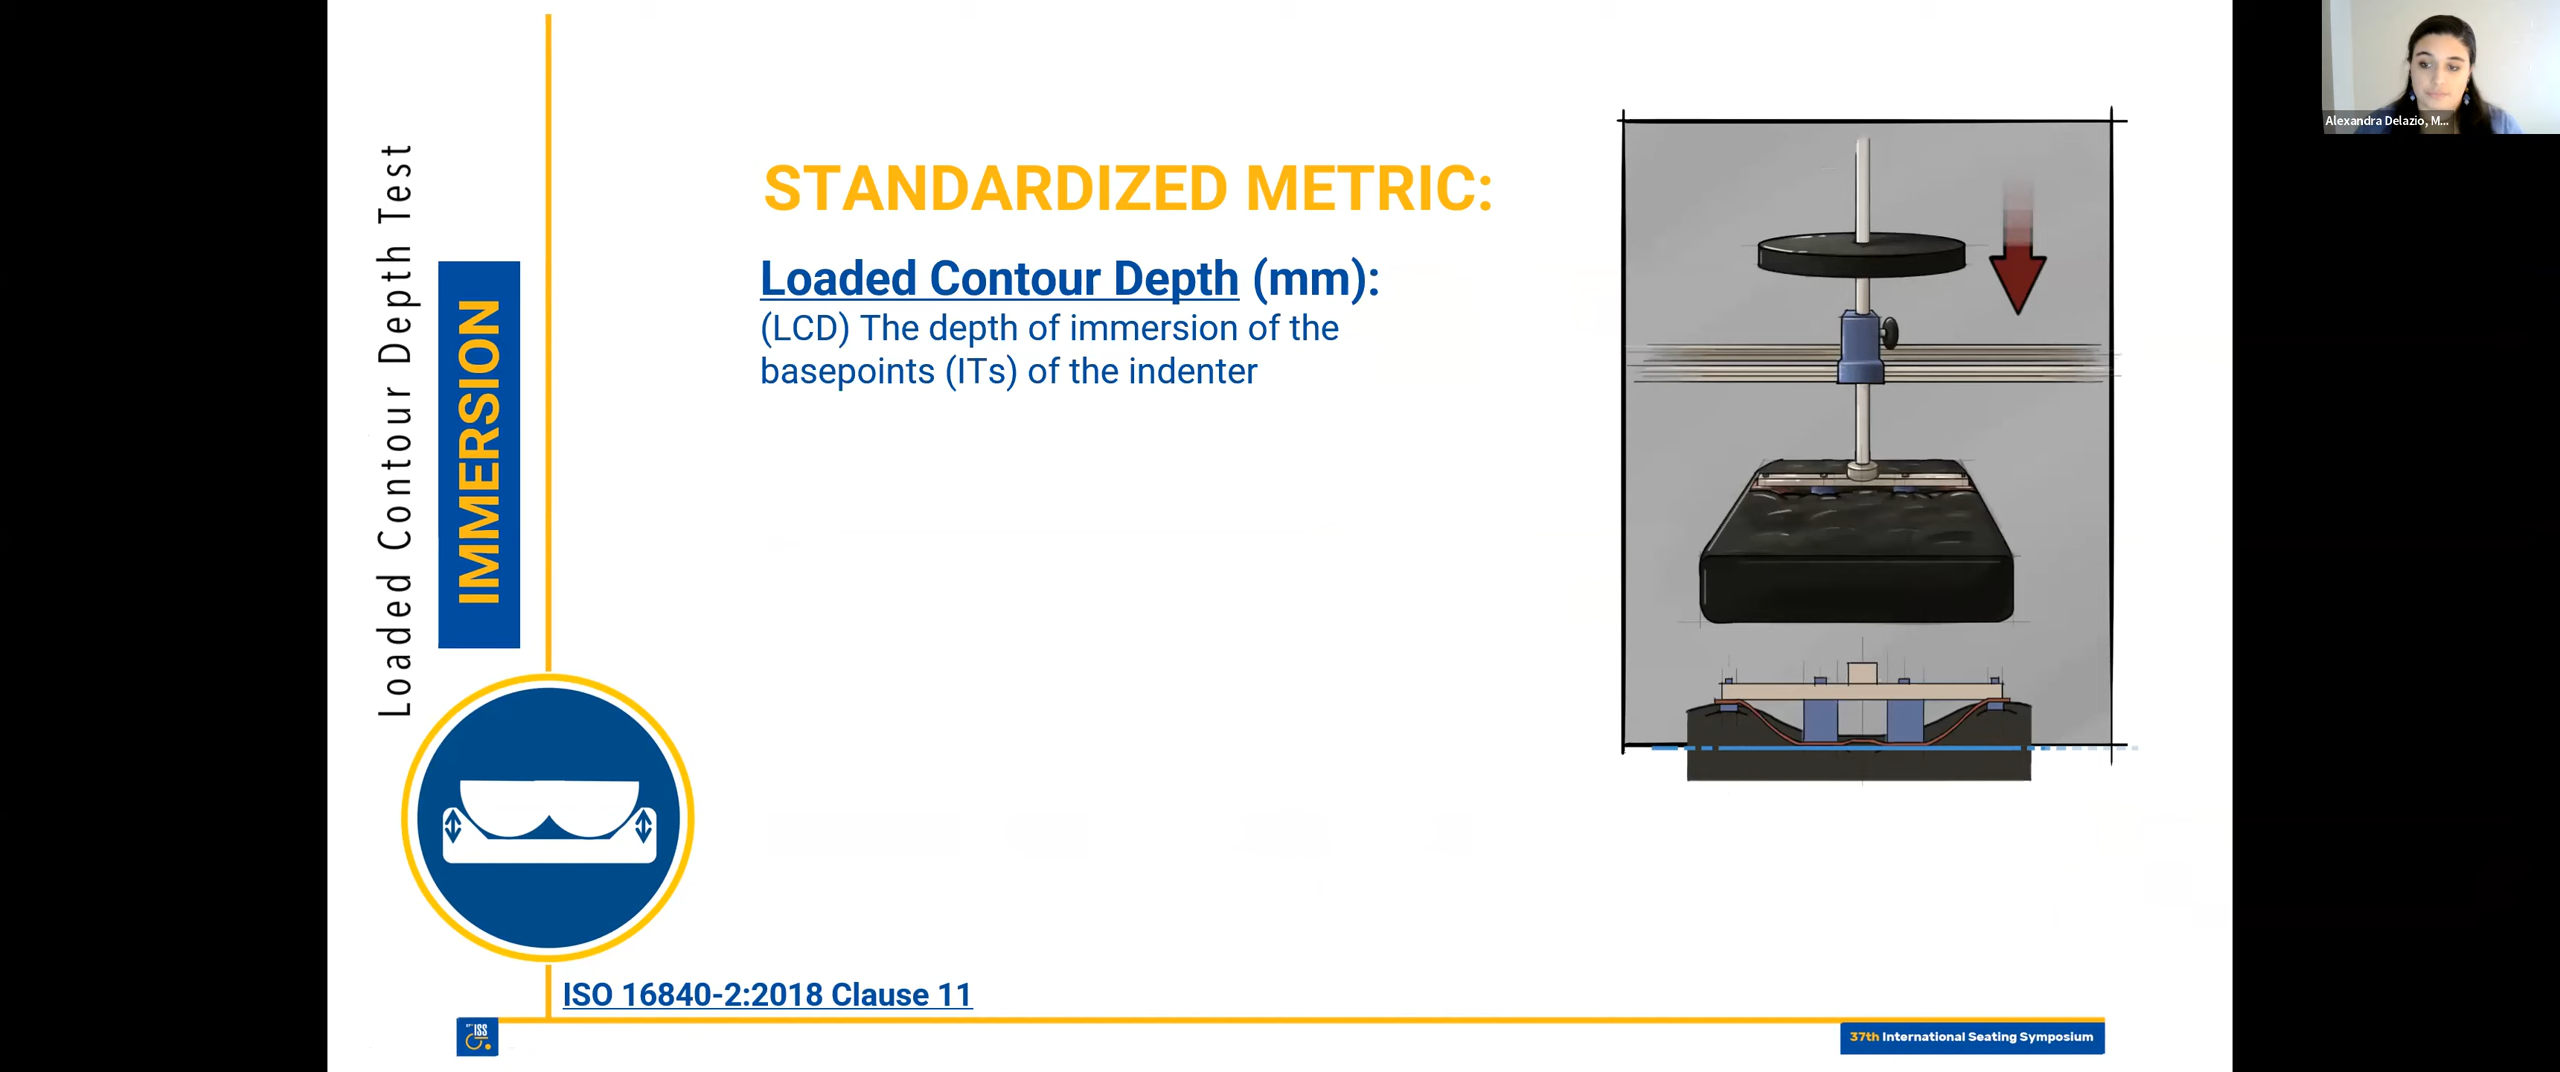 Loaded Contour Depth Test
IMMERSION
STANDARDIZED METRIC:
Loaded Contour Depth (mm):
(LCD) The depth of immersion of the
basepoints (ITs) of the indenter
ISO 16840-2:2018 Clause 11
ISS
37th International Seating Symposium
Alexandra Delazio, M...